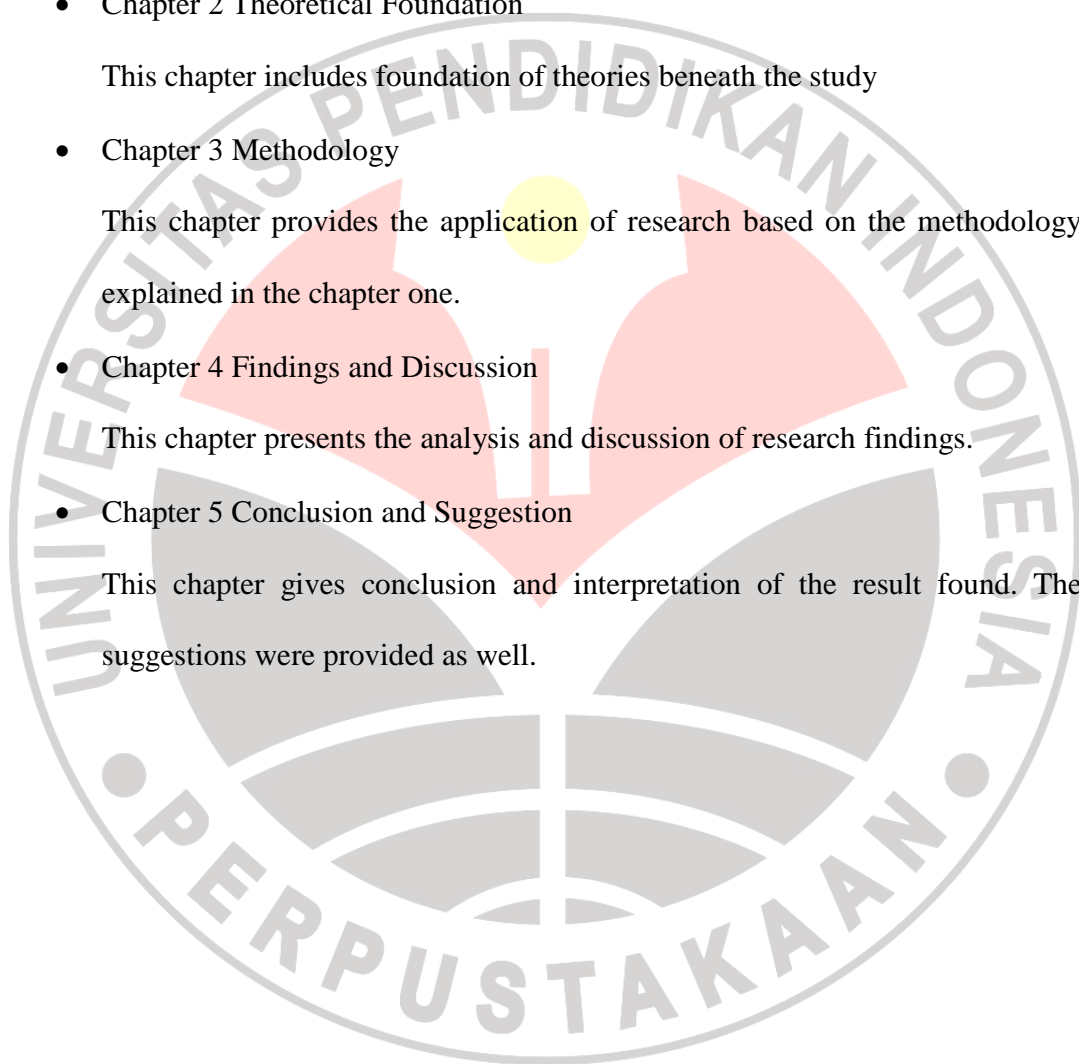 • Chapter 2 Theoretical Foundation
This chapter includes foundation of theories beneath the study
• Chapter 3 Methodology
This chapter provides the application of research based on the methodology
explained in the chapter one.
• Chapter 4 Findings and Discussion
This chapter presents the analysis and discussion of research findings.
• Chapter 5 Conclusion and Suggestion
This chapter gives conclusion and interpretation of the result found. The
suggestions were provided as well.
UNIVERSITAS PENDIDIKAN INDONESIA
PERPUSTAKAAN